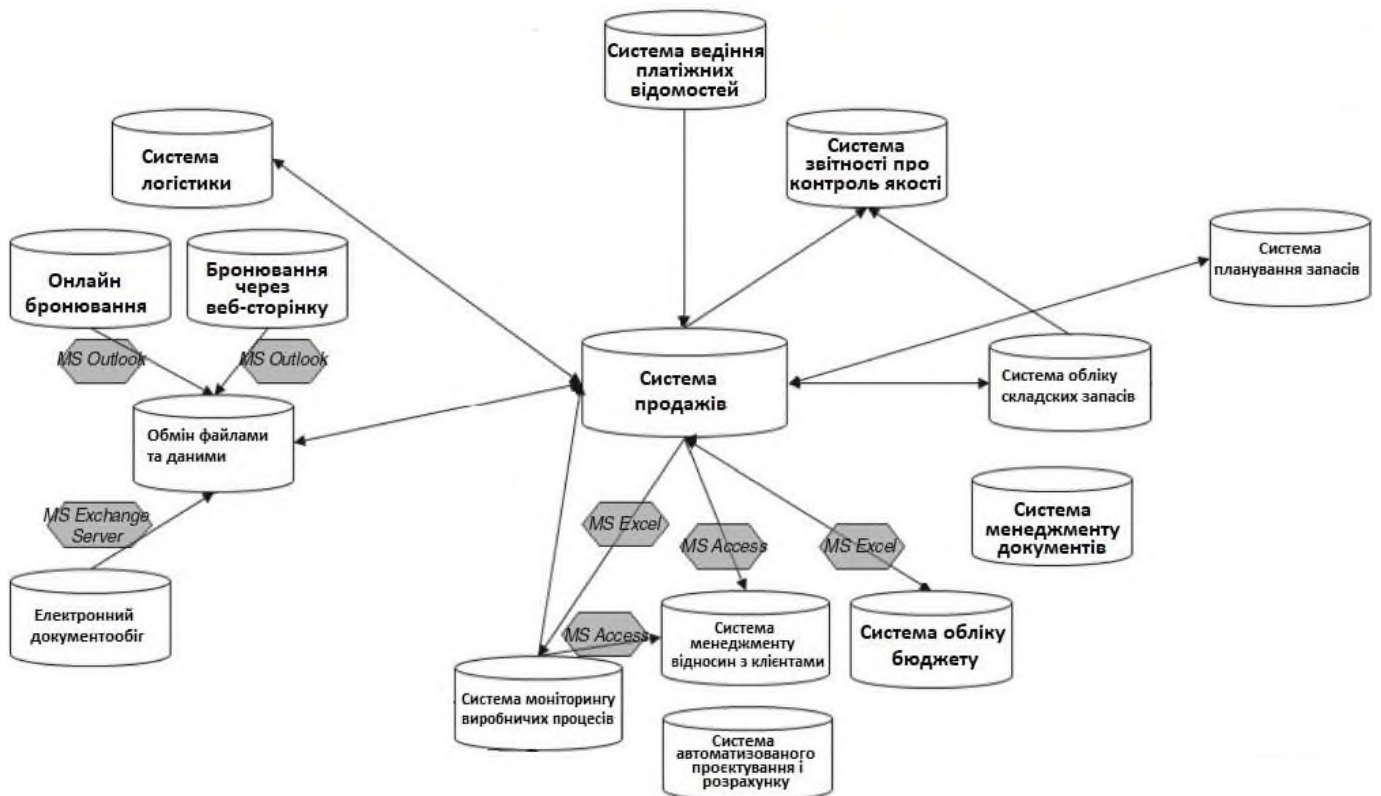 Система ведіння
платіжних
відомостей
Система
логістики
Система
звітності про
контроль якості
Система
планування запасів
Онлайн
бронювання
Бронювання
через
веб-сторінку
MS Outlook
MS Outlook
Система
продажів
Система обліку
складских запасів
Обмін файлами
та даними
MS Exchange
Server
MS Excel
MS Access
MS Excel
Система
менеджменту
документів
Електронний
документообіг
MS Access
Система
менеджменту
відносин з клієнтами
Система обліку
бюджету
Система моніторингу
виробничих процесів
Система
автоматизованого
проєктування і
розрахунку